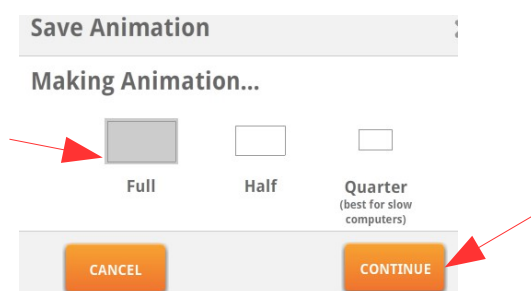 Save Animation
Making Animation...
Full
Half
Quarter
(best for slow
computers)
CANCEL
CONTINUE